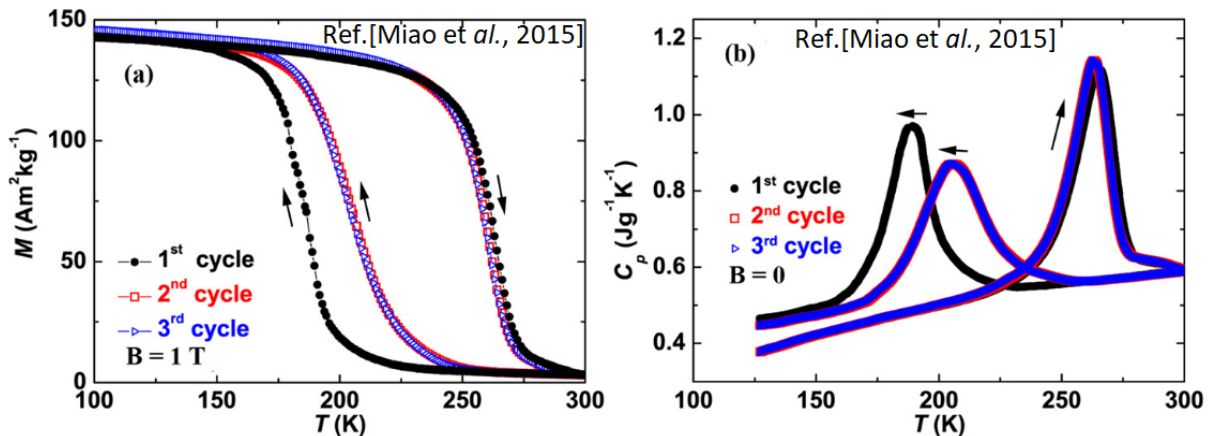 Ref.[Miao et al., 2015]
(a)
M (Am²kg⁻¹)
150
100
50
0
1st cycle
2nd cycle
3rd cycle
B = 1 T
100 150 200 250 300
T (K)
Ref.[Miao et al., 2015]
(b)
Cp (Jg⁻¹K⁻¹)
1.2
1.0
0.8
0.6
0.4
1st cycle
2nd cycle
3rd cycle
B = 0
100 150 200 250 300
T (K)